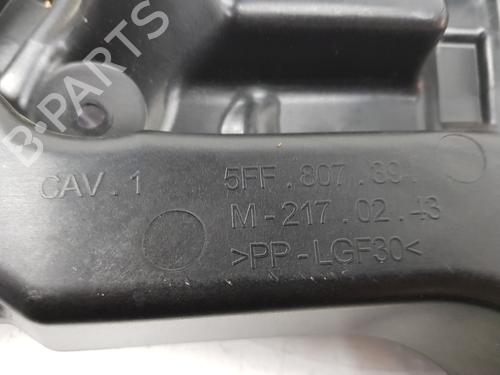 B-PARTS
CAV.1
5FF.807.39
M-217.02.43
>PP-LGF30<